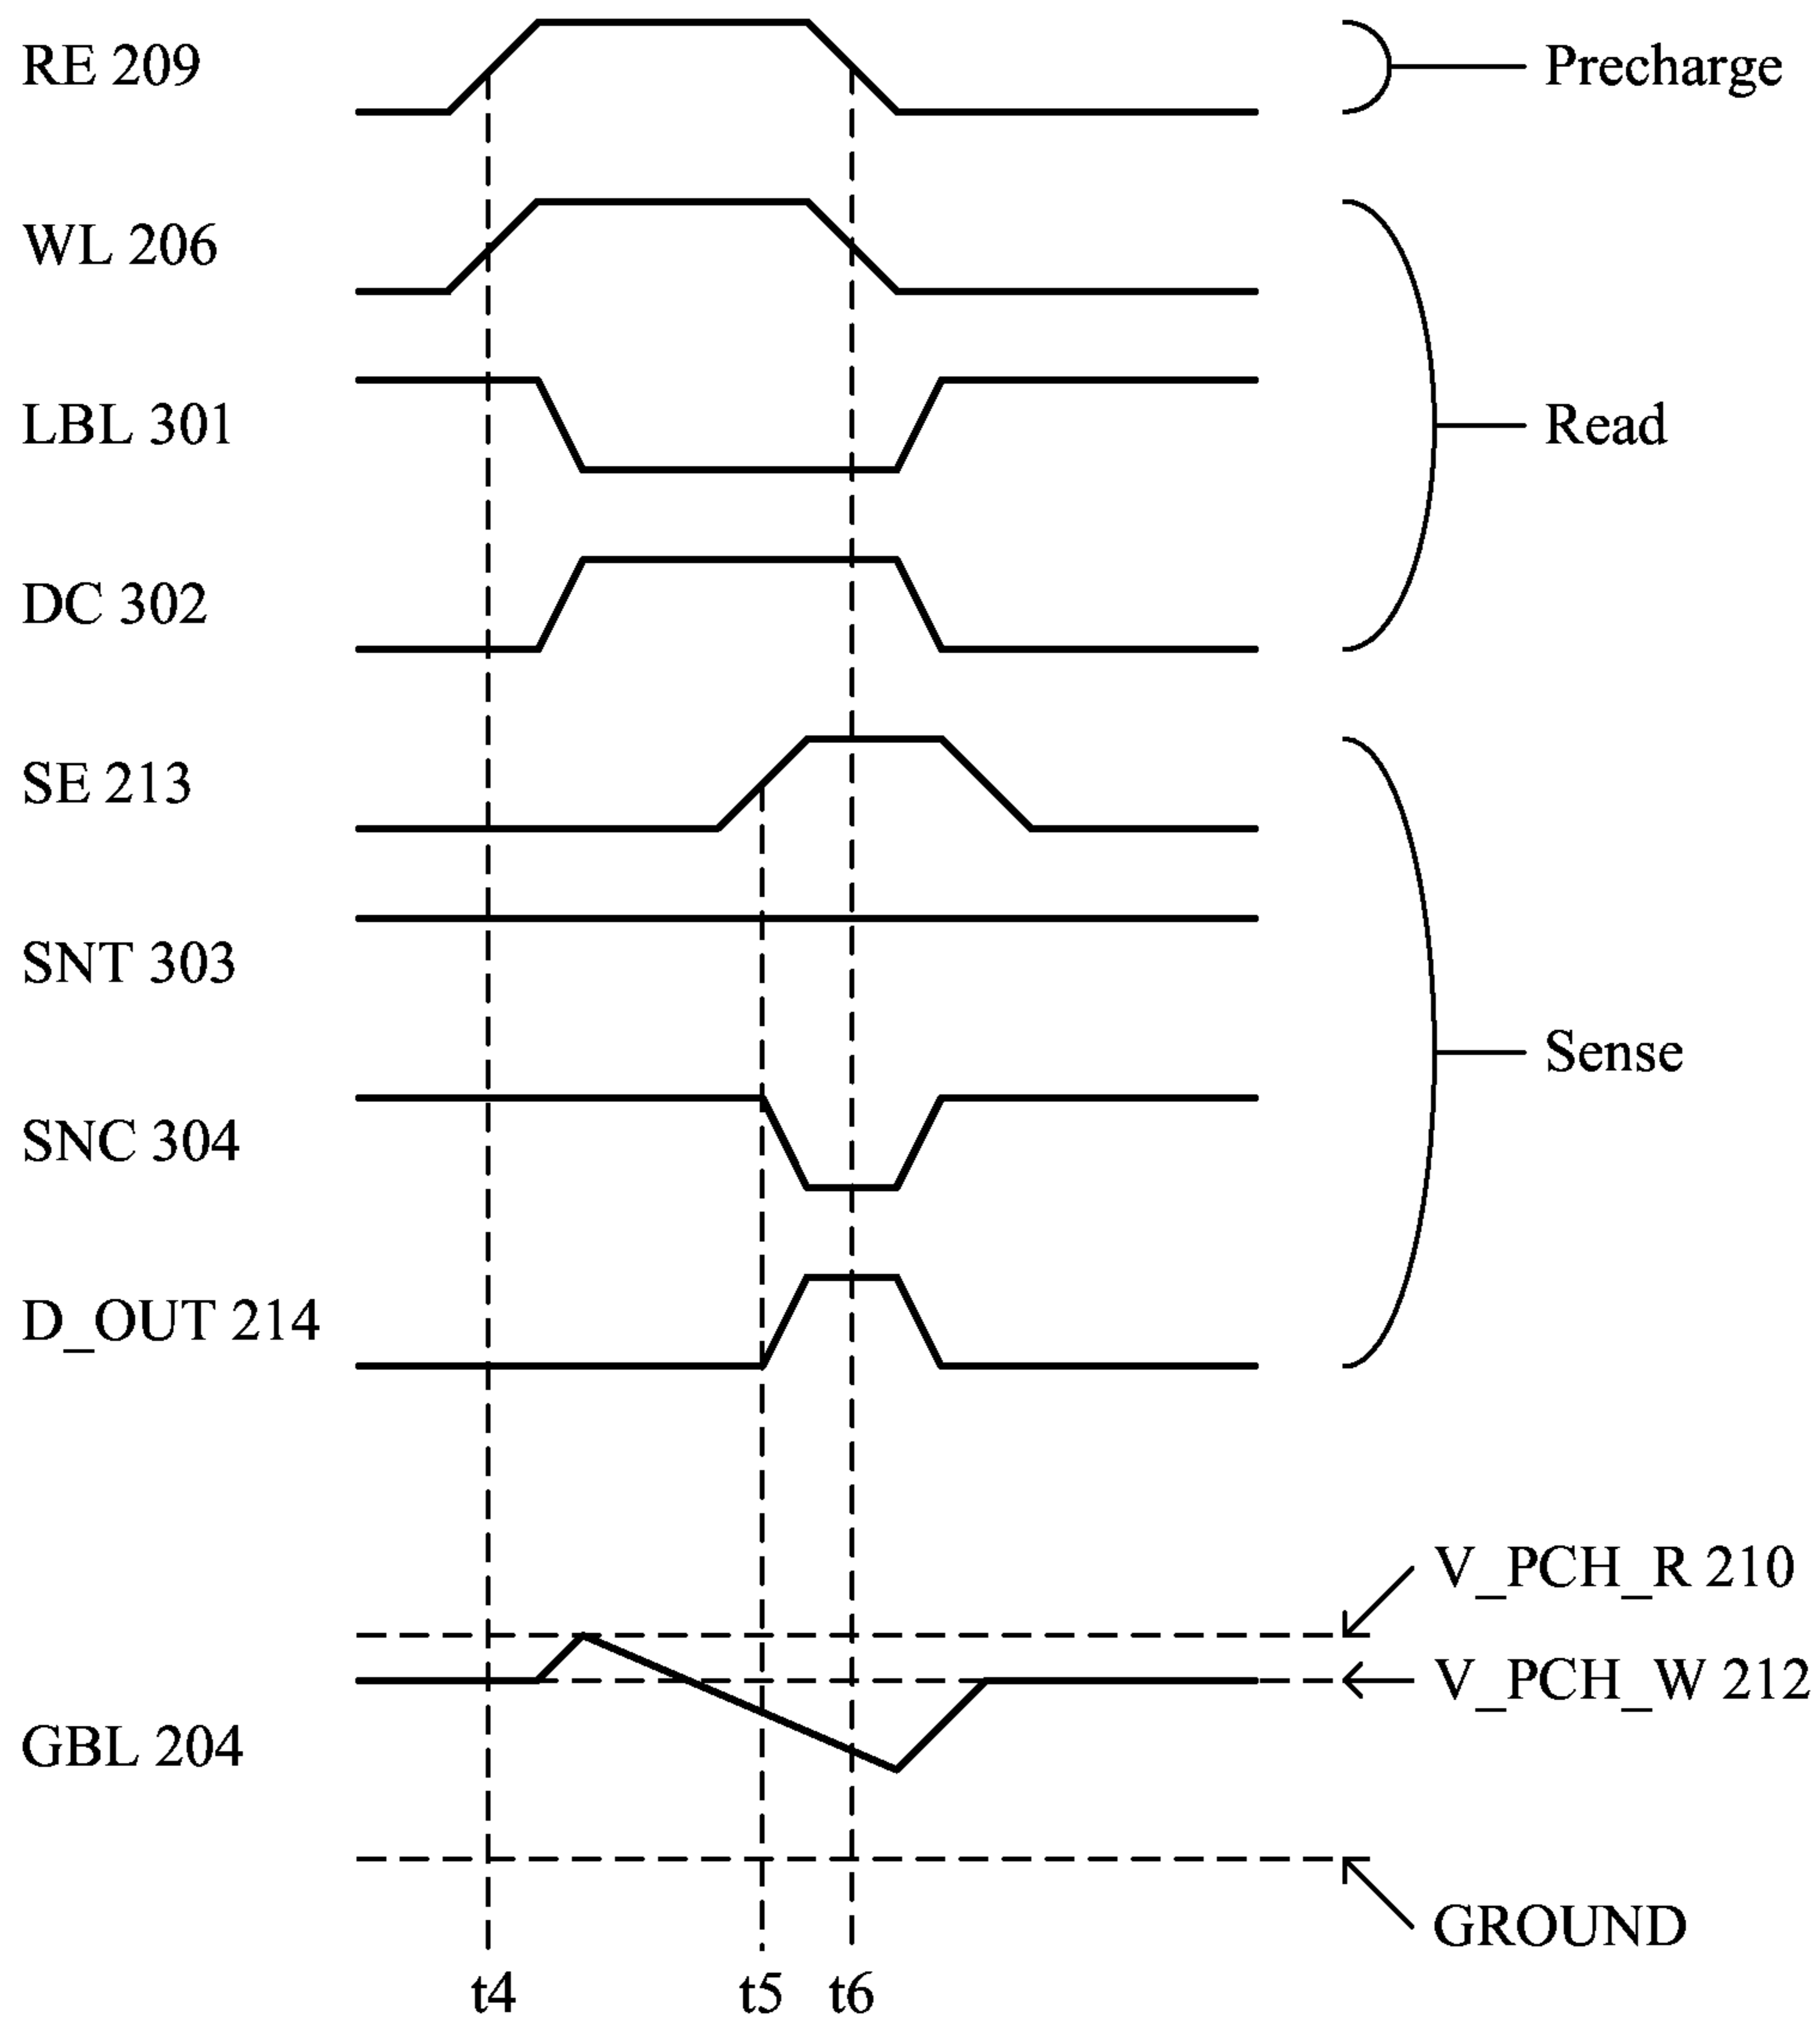 RE 209
Precharge
WL 206
LBL 301
Read
DC 302
SE 213
SNT 303
Sense
SNC 304
D_OUT 214
V_PCH_R 210
V_PCH_W 212
GBL 204
GROUND
t4
t5
t6